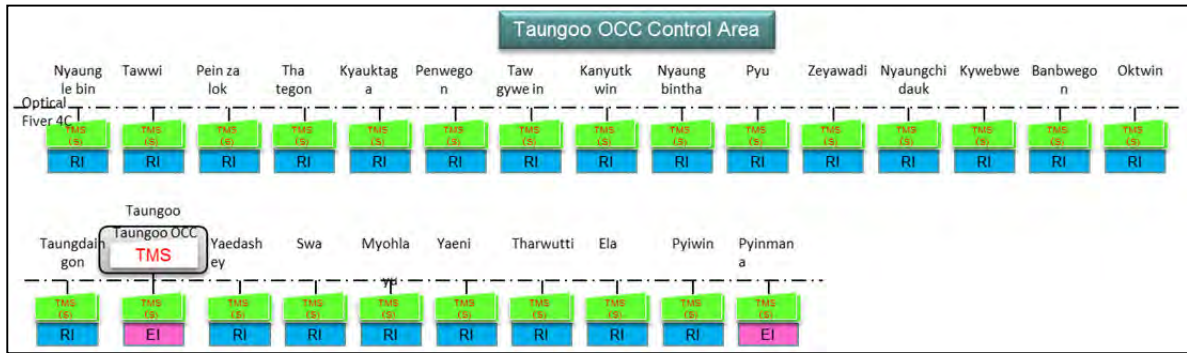 Taungoo OCC Control Area
Nyaung Tawwi Pein za Tha Kyauktag Penwego Taw Kanyutk Nyaung Pyu Zeyawadi Nyaungchi Kywebwe Banbwego Oktwin
le bin lok tegon a n gywe in win bintha dauk n
Optical
Fiver 4C
TMS TMS TMS TMS TMS TMS TMS TMS TMS TMS TMS TMS TMS TMS TMS
(S) (S) (S) (S) (S) (S) (S) (S) (S) (S) (S) (S) (S) (S) (S)
RI RI RI RI RI RI RI RI RI RI RI RI RI RI RI
Taungoo
Taungdain Taungoo OCC Yaedash Swa Myohla Yaeni Tharwutti Ela Pyiwin Pyinman
gon TMS ey yu a
TMS TMS TMS TMS TMS TMS TMS TMS TMS TMS
(S) (S) (S) (S) (S) (S) (S) (S) (S) (S)
RI EI RI RI RI RI RI RI RI EI